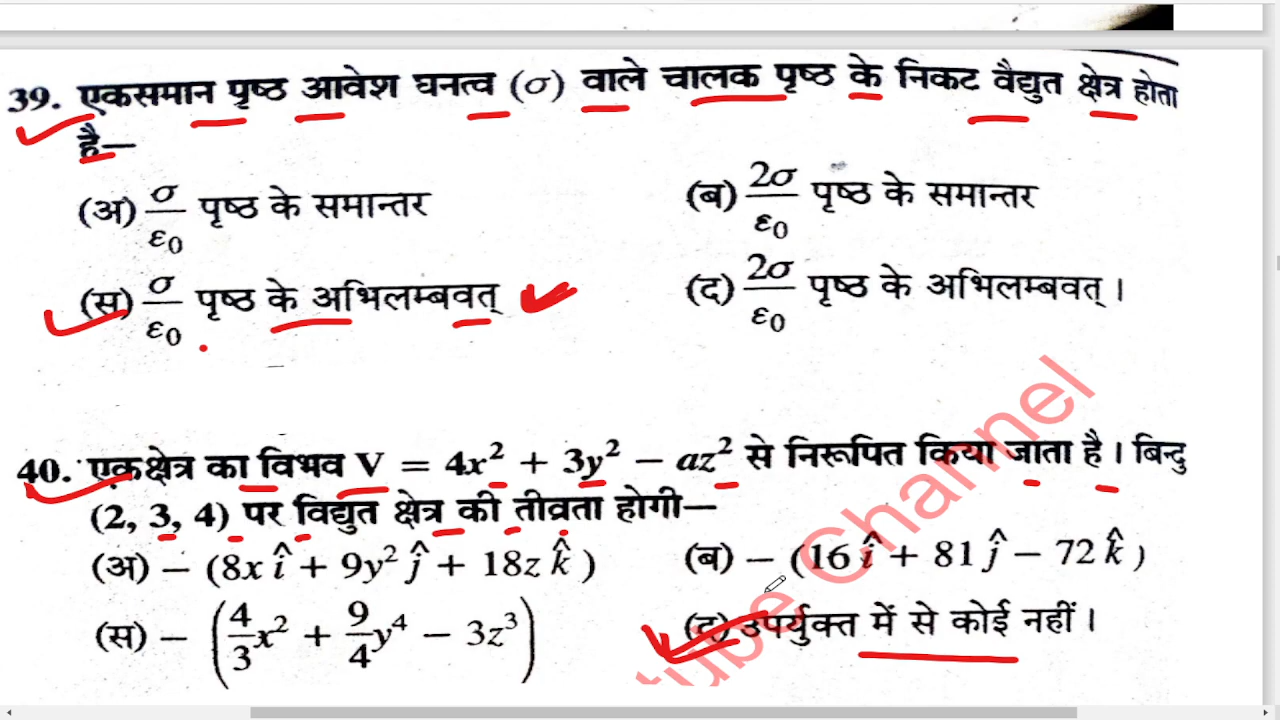 39. एकसमान पृष्ठ आवेश घनत्व (σ) वाले चालक पृष्ठ के निकट वैद्युत क्षेत्र होता
है—
(अ) σ/ε₀ पृष्ठ के समान्तर (ब) 2σ/ε₀ पृष्ठ के समान्तर
(स) σ/ε₀ पृष्ठ के अभिलम्बवत् (द) 2σ/ε₀ पृष्ठ के अभिलम्बवत् ।
40. एक क्षेत्र का विभव V = 4x² + 3y² − az² से निरूपित किया जाता है । बिन्दु
(2, 3, 4) पर विद्युत क्षेत्र की तीव्रता होगी—
(अ) − (8x î + 9y² ĵ + 18z k̂ ) (ब) − (16 î + 81 ĵ − 72 k̂ )
(स) − (4/3 x² + 9/4 y⁴ − 3z³) (द) उपर्युक्त में से कोई नहीं ।
ube Channel